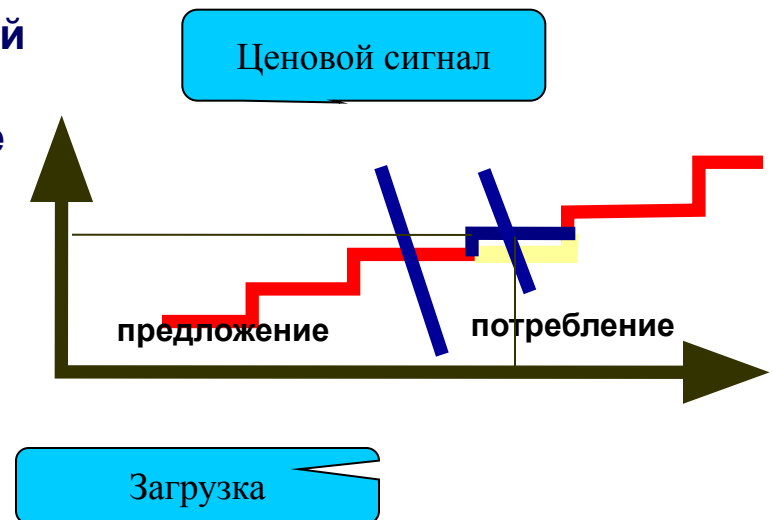 й
Ценовой сигнал
е
предложение
потребление
Загрузка